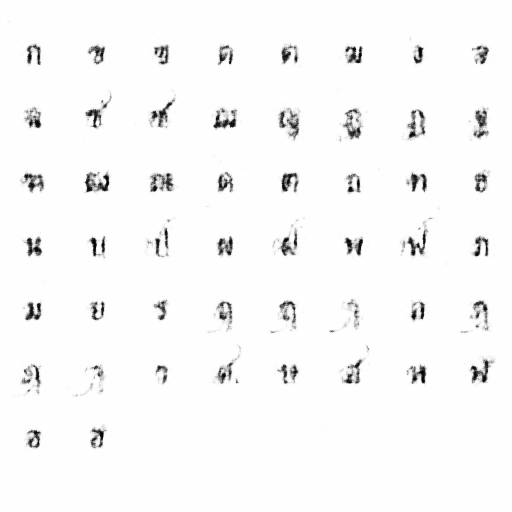 ก ข ฃ ค ฅ ฆ ง จ
ฉ ช ซ ฌ ญ ฎ ฏ ฐ
ฑ ฒ ณ ด ต ถ ท ธ
น บ ป ผ ฝ พ ฟ ภ
ม ย ร ฤ ฤ ฤ ล ฦ
ฦ ฦ ว ศ ษ ส ห ฬ
อ ฮ